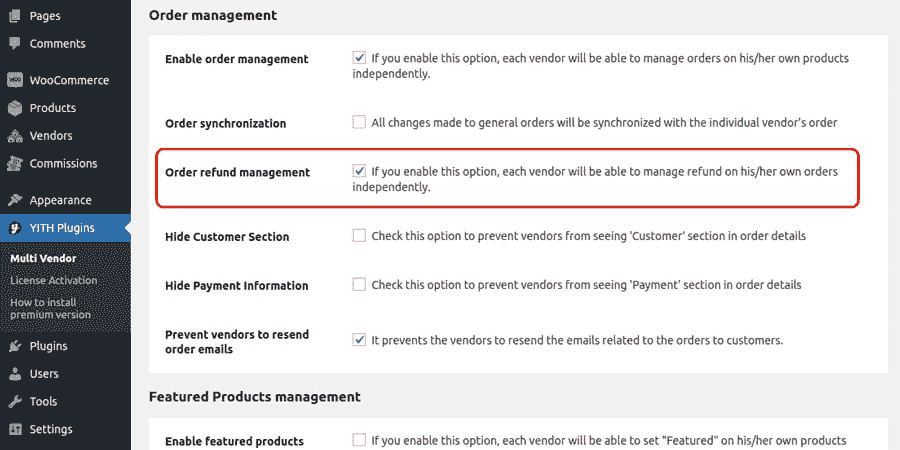 Pages
Comments
WooCommerce
Products
Vendors
Commissions
Appearance
YITH Plugins
Multi Vendor
License Activation
How to install
premium version
Plugins
Users
Tools
Settings
Order management
Enable order management
If you enable this option, each vendor will be able to manage orders on his/her own products
independently.
Order synchronization
All changes made to general orders will be synchronized with the individual vendor's order
Order refund management
If you enable this option, each vendor will be able to manage refund on his/her own orders
independently.
Hide Customer Section
Check this option to prevent vendors from seeing 'Customer' section in order details
Hide Payment Information
Check this option to prevent vendors from seeing 'Payment' section in order details
Prevent vendors to resend
order emails
It prevents the vendors to resend the emails related to the orders to customers.
Featured Products management
Enable featured products
If you enable this option, each vendor will be able to set "Featured" on his/her own products